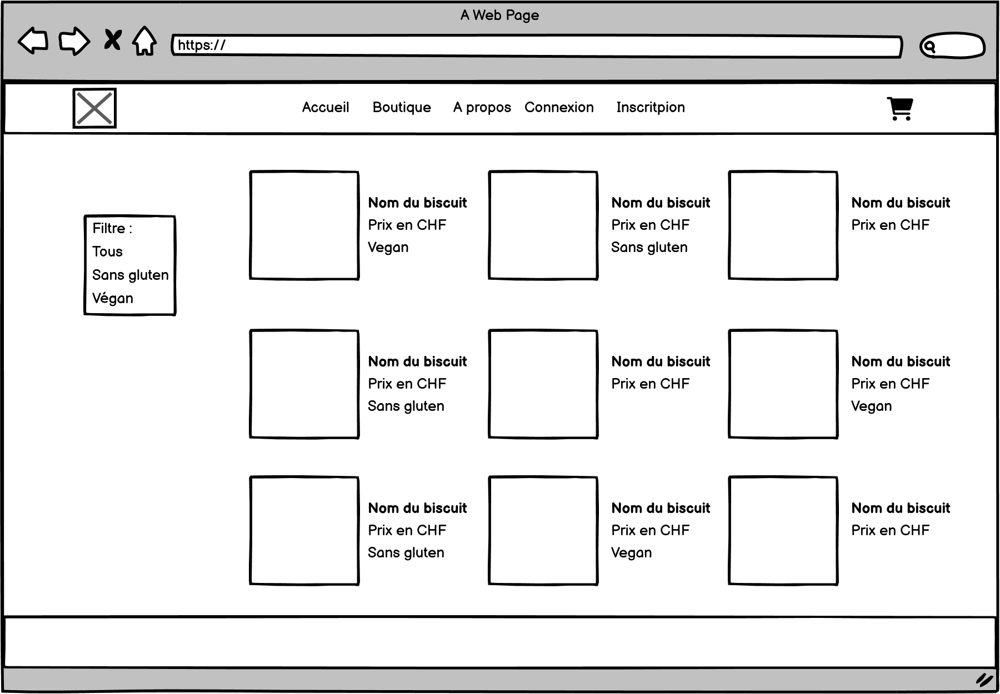 A Web Page
https://
Accueil
Boutique
A propos
Connexion
Inscritpion
Filtre :
Tous
Sans gluten
Végan
Nom du biscuit
Prix en CHF
Vegan
Nom du biscuit
Prix en CHF
Sans gluten
Nom du biscuit
Prix en CHF
Nom du biscuit
Prix en CHF
Sans gluten
Nom du biscuit
Prix en CHF
Nom du biscuit
Prix en CHF
Vegan
Nom du biscuit
Prix en CHF
Sans gluten
Nom du biscuit
Prix en CHF
Vegan
Nom du biscuit
Prix en CHF